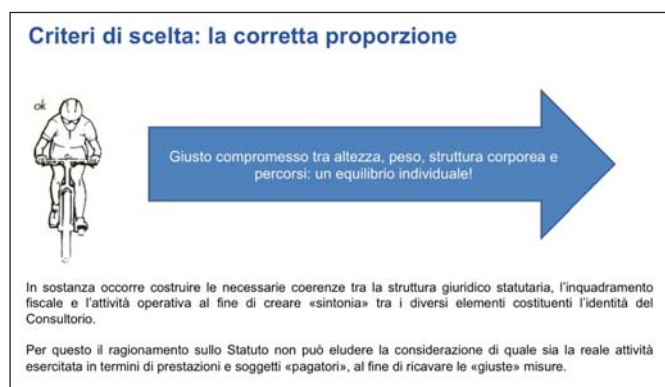 Criteri di scelta: la corretta proporzione
ok
Giusto compromesso tra altezza, peso, struttura corporea e
percorsi: un equilibrio individuale!
In sostanza occorre costruire le necessarie coerenze tra la struttura giuridico statutaria, l'inquadramento
fiscale e l'attività operativa al fine di creare «sintonia» tra i diversi elementi costituenti l'identità del
Consultorio.
Per questo il ragionamento sullo Statuto non può eludere la considerazione di quale sia la reale attività
esercitata in termini di prestazioni e soggetti «pagatori», al fine di ricavare le «giuste» misure.